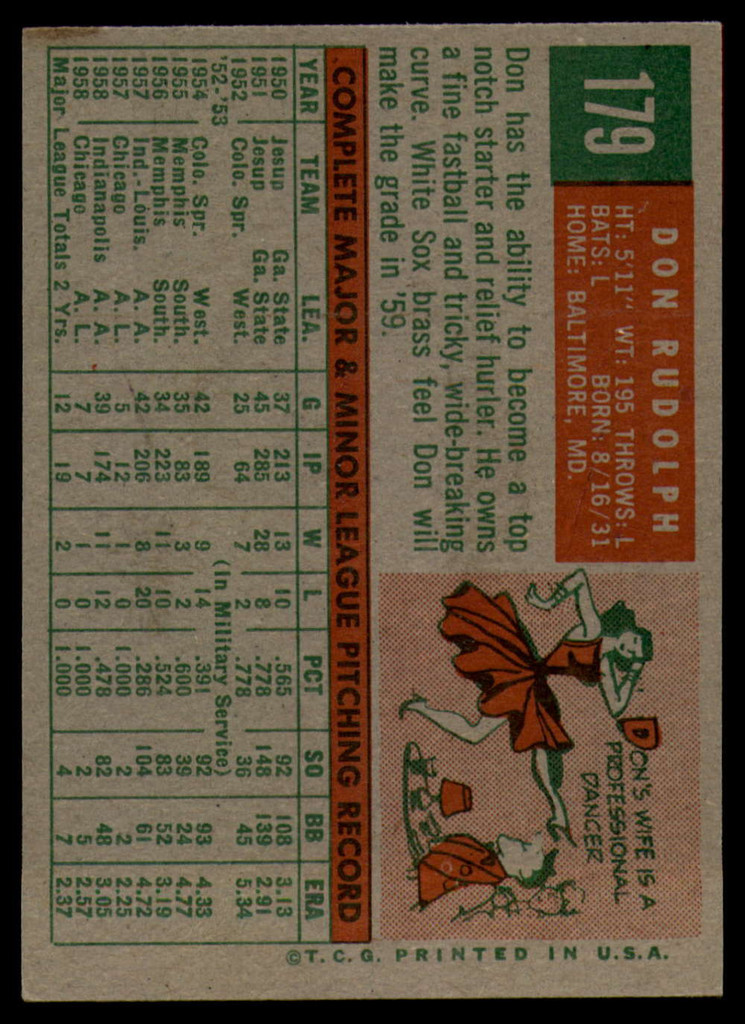 179
DON RUDOLPH
HT: 5'11" WT: 195 THROWS: L
BATS: L BORN: 8/16/31
HOME: BALTIMORE, MD.
Don has the ability to become a top
notch starter and relief hurler. He owns
a fine fastball and tricky, wide-breaking
curve. White Sox brass feel Don will
make the grade in '59.
DON'S WIFE IS A
PROFESSIONAL
DANCER
COMPLETE MAJOR & MINOR LEAGUE PITCHING RECORD
YEAR TEAM LEA. G IP W L PCT SO BB ERA
1950 Jesup Ga. State 37 213 13 10 .565 92 108 3.13
1951 Jesup Ga. State 45 285 28 8 .778 148 139 2.91
1952 Colo. Spr. West. 25 64 7 2 .778 36 45 5.34
'52-'53 (In Military Service)
1954 Colo. Spr. West. 42 189 9 14 .391 92 93 4.33
1955 Memphis South. 35 83 3 2 .600 39 24 4.77
1956 Memphis South. 34 223 11 10 .524 83 52 3.19
1957 Ind.-Louis. A. A. 42 206 8 20 .286 104 61 4.72
1957 Chicago A. L. 5 12 1 0 1.000 2 2 2.25
1958 Indianapolis A. A. 39 174 11 12 .478 82 48 3.05
1958 Chicago A. L. 7 7 1 0 1.000 2 5 2.57
Major League Totals 2 Yrs. 12 19 2 0 1.000 4 7 2.37
©T.C.G. PRINTED IN U.S.A.